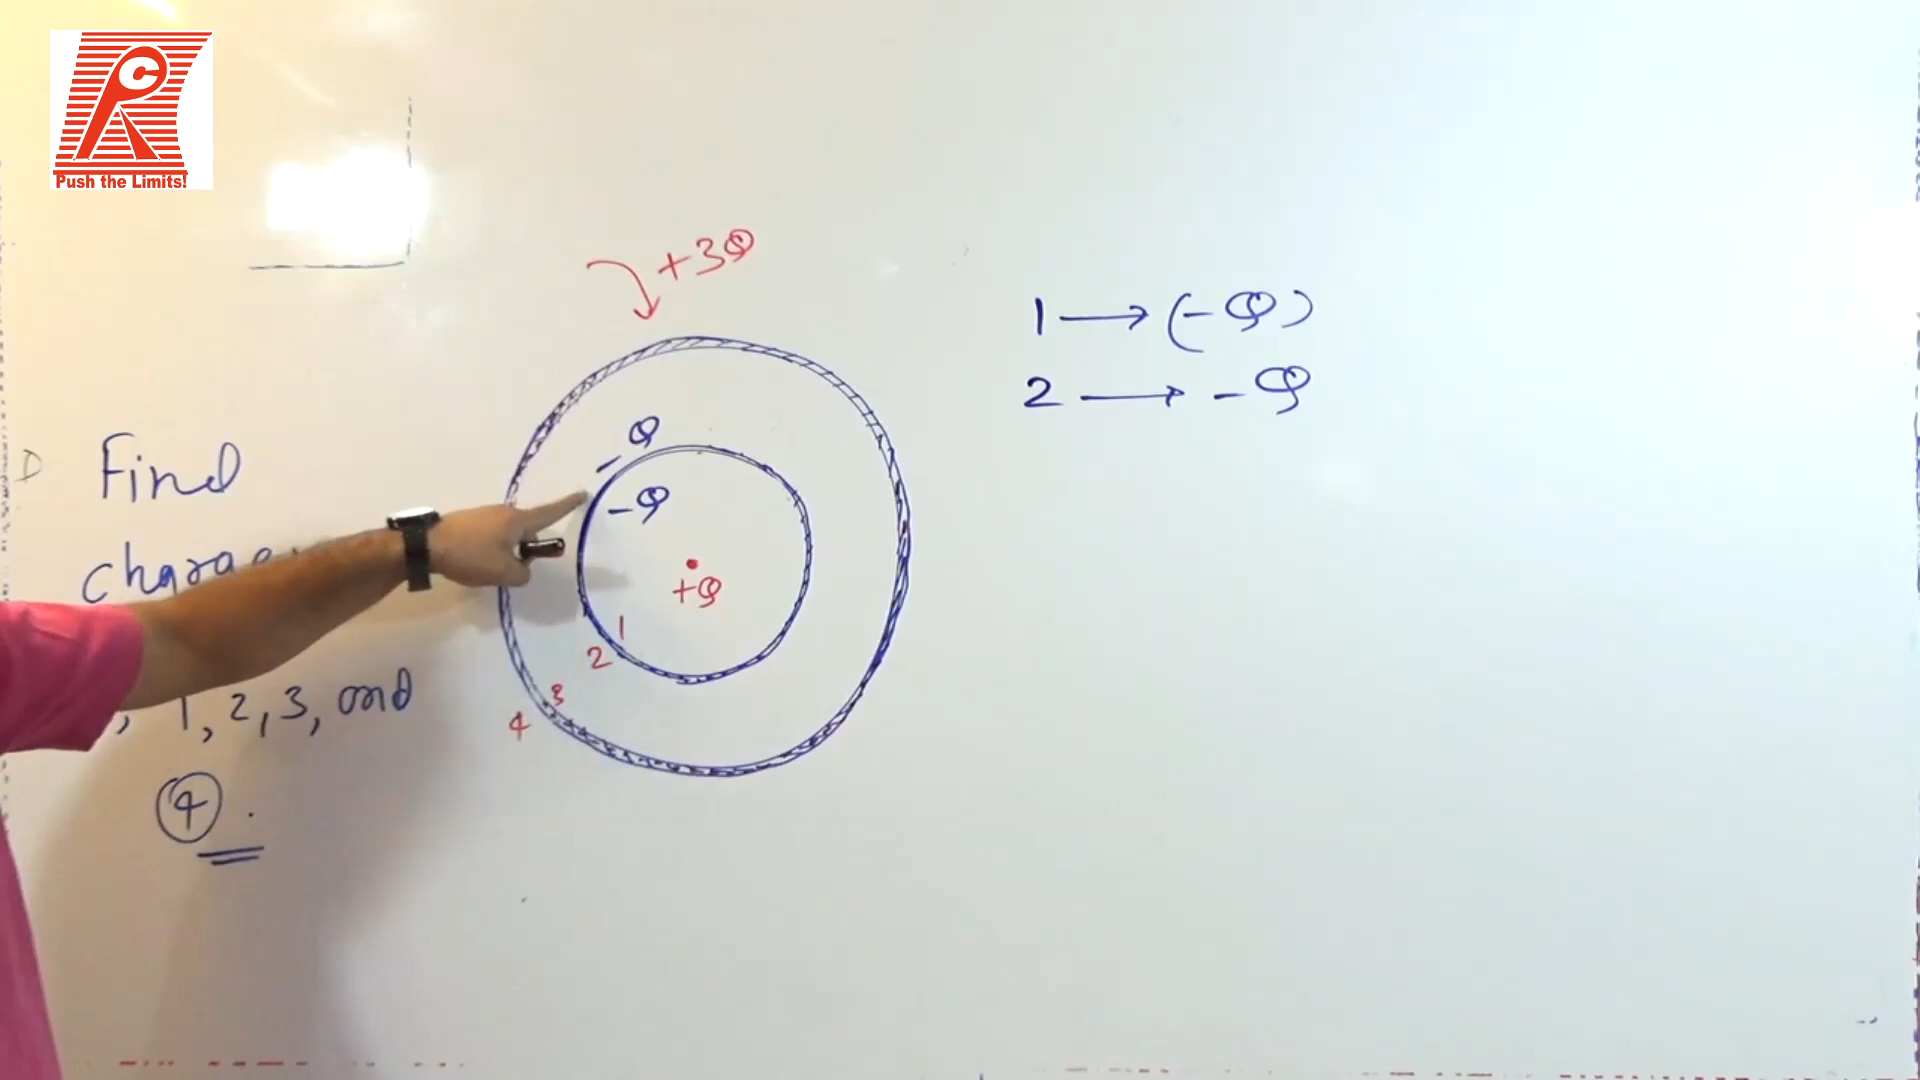 Push the Limits!
+3Q
1 → (-Q)
2 → -Q
-Q
-Q
+Q
1
2
3
4
Find
1, 2, 3, and
4.